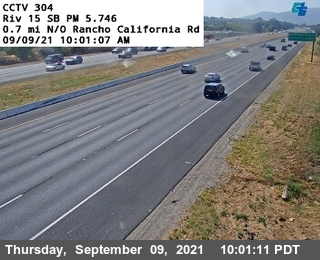 CCTV 304
Riv 15 SB PM 5.746
0.7 mi N/O Rancho California Rd
09/09/21 10:01:07 AM
Thursday, September 09, 2021 10:01:11 PDT